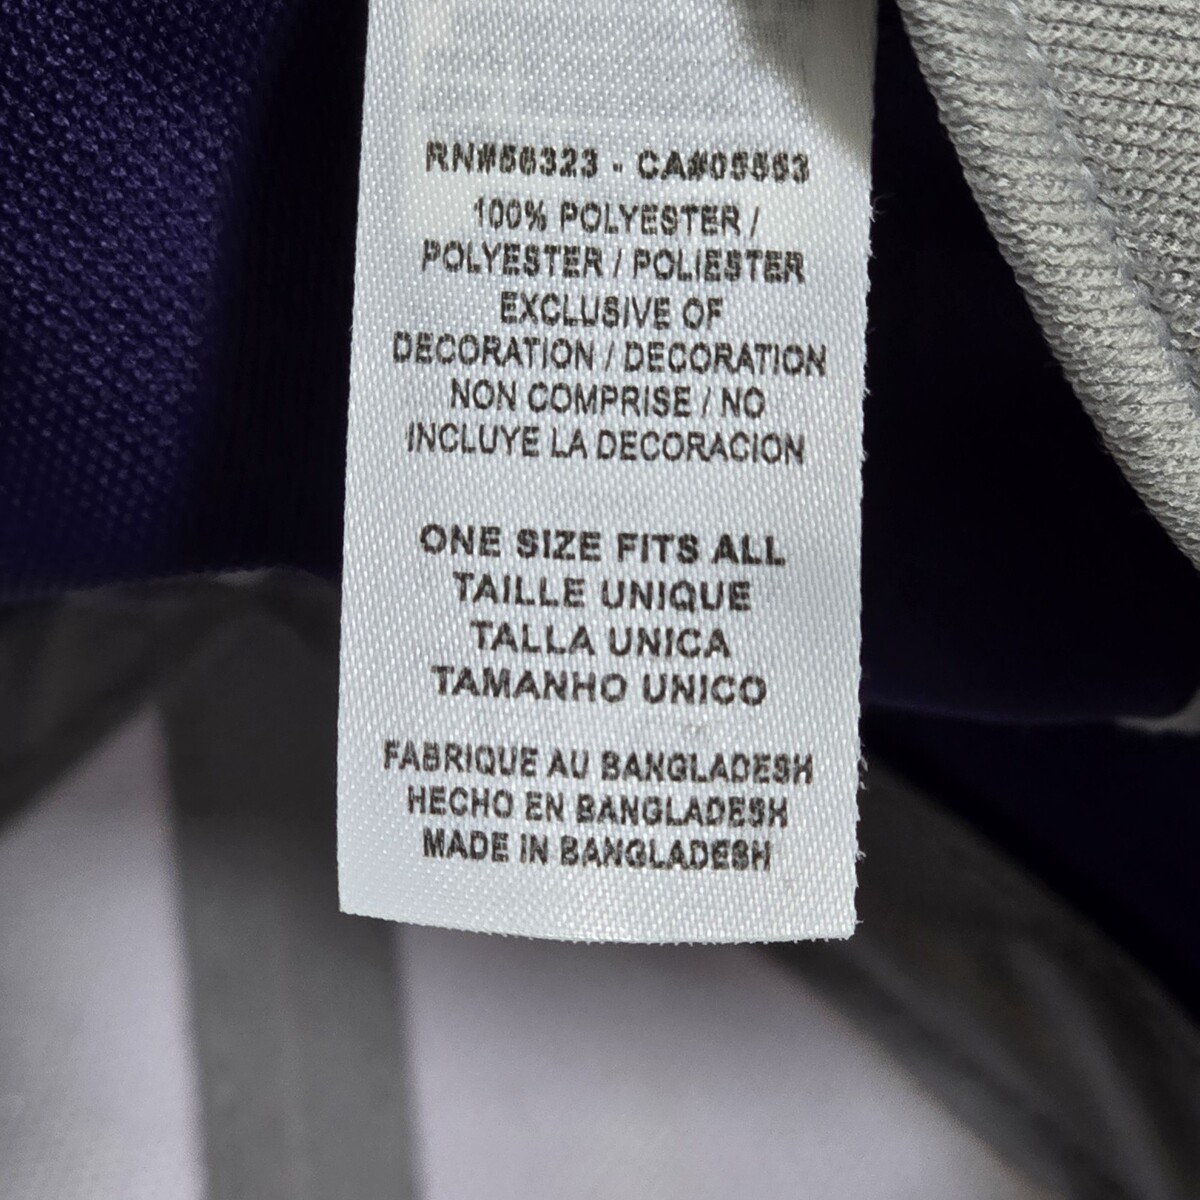 RN#56323 - CA#05553
100% POLYESTER /
POLYESTER / POLIESTER
EXCLUSIVE OF
DECORATION / DECORATION
NON COMPRISE / NO
INCLUYE LA DECORACION
ONE SIZE FITS ALL
TAILLE UNIQUE
TALLA UNICA
TAMANHO UNICO
FABRIQUE AU BANGLADESH
HECHO EN BANGLADESH
MADE IN BANGLADESH